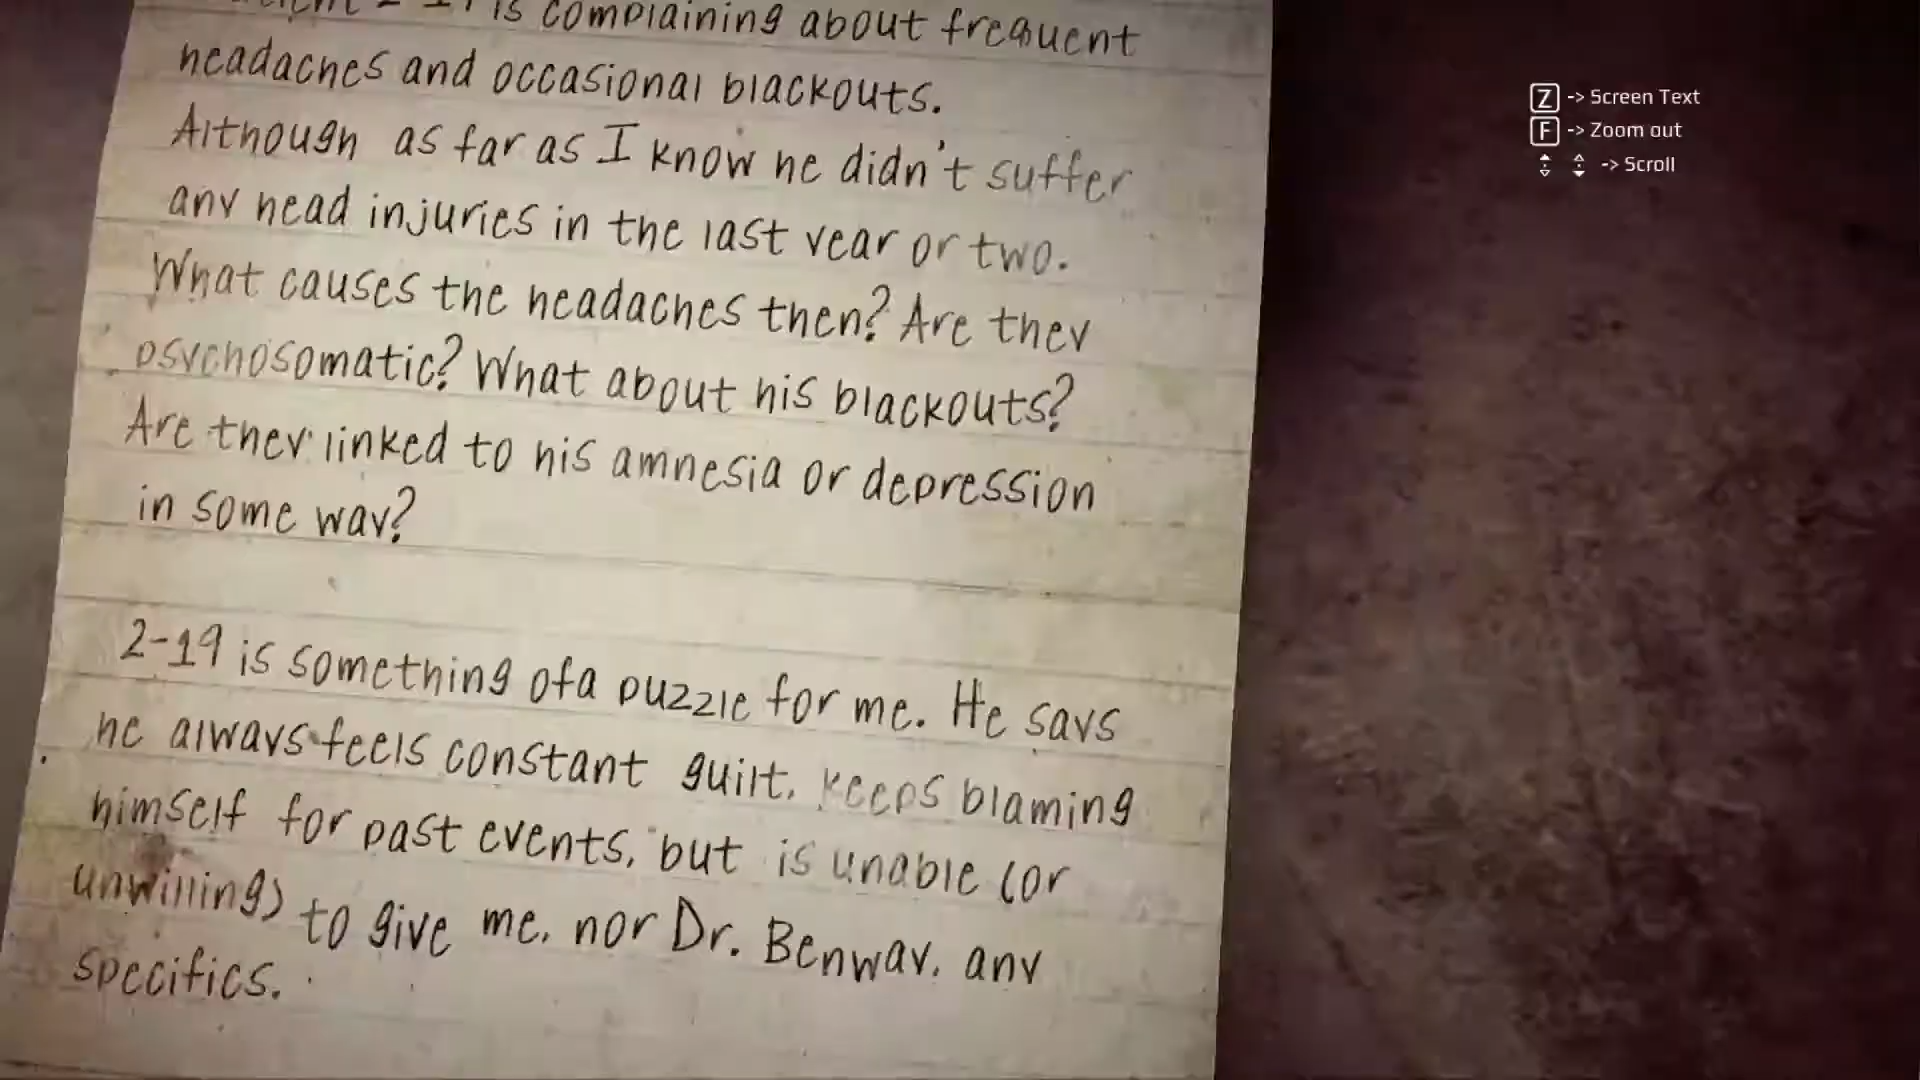 is complaining about frequent
headaches and occasional blackouts.
Although as far as I know he didn't suffer
any head injuries in the last year or two.
What causes the headaches then? Are they
psychosomatic? What about his blackouts?
Are they linked to his amnesia or depression
in some way?
2-19 is something of a puzzle for me. He says
he always feels constant guilt, keeps blaming
himself for past events, but is unable (or
unwilling) to give me, nor Dr. Benway, any
specifics.
Z -> Screen Text
F -> Zoom out
-> Scroll